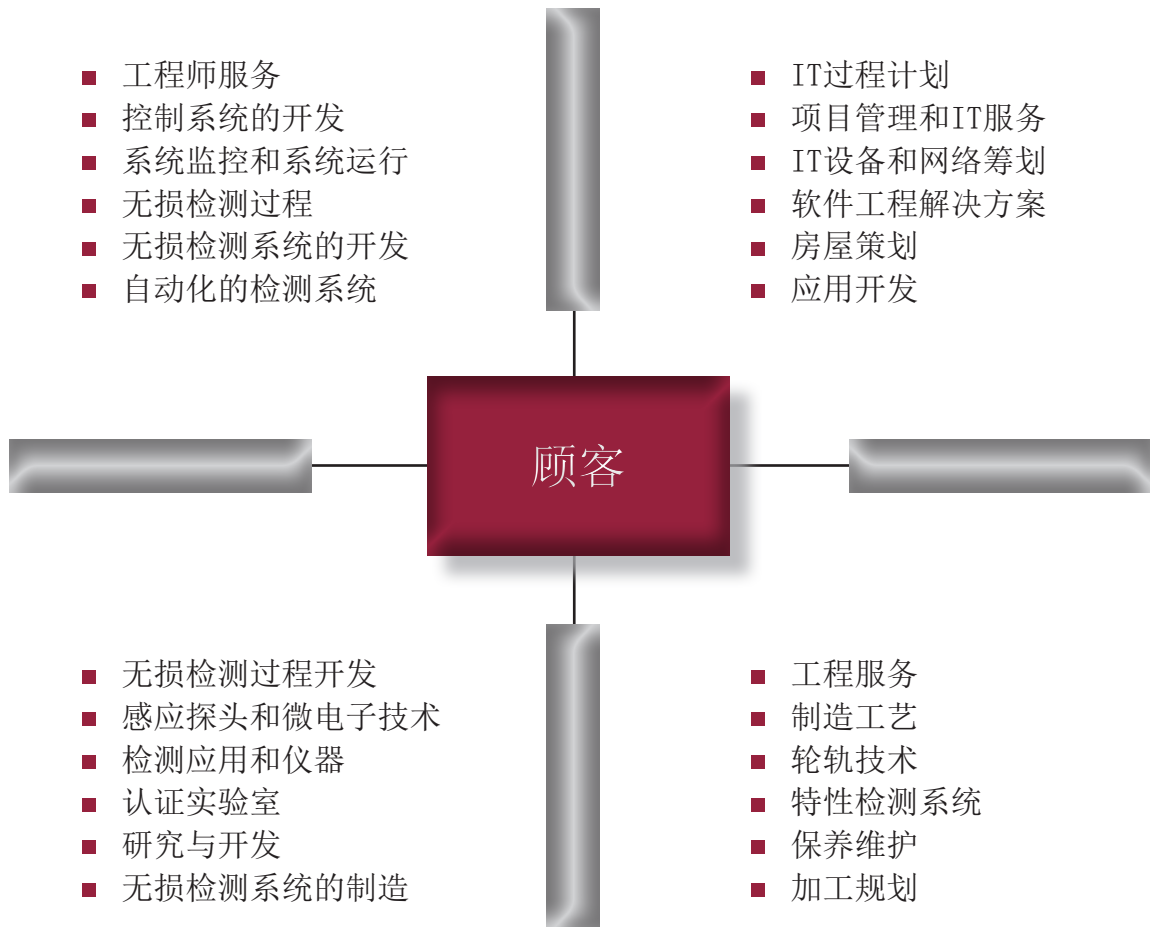 工程师服务
控制系统的开发
系统监控和系统运行
无损检测过程
无损检测系统的开发
自动化的检测系统
IT过程计划
项目管理和IT服务
IT设备和网络筹划
软件工程解决方案
房屋策划
应用开发
顾客
无损检测过程开发
感应探头和微电子技术
检测应用和仪器
认证实验室
研究与开发
无损检测系统的制造
工程服务
制造工艺
轮轨技术
特性检测系统
保养维护
加工规划